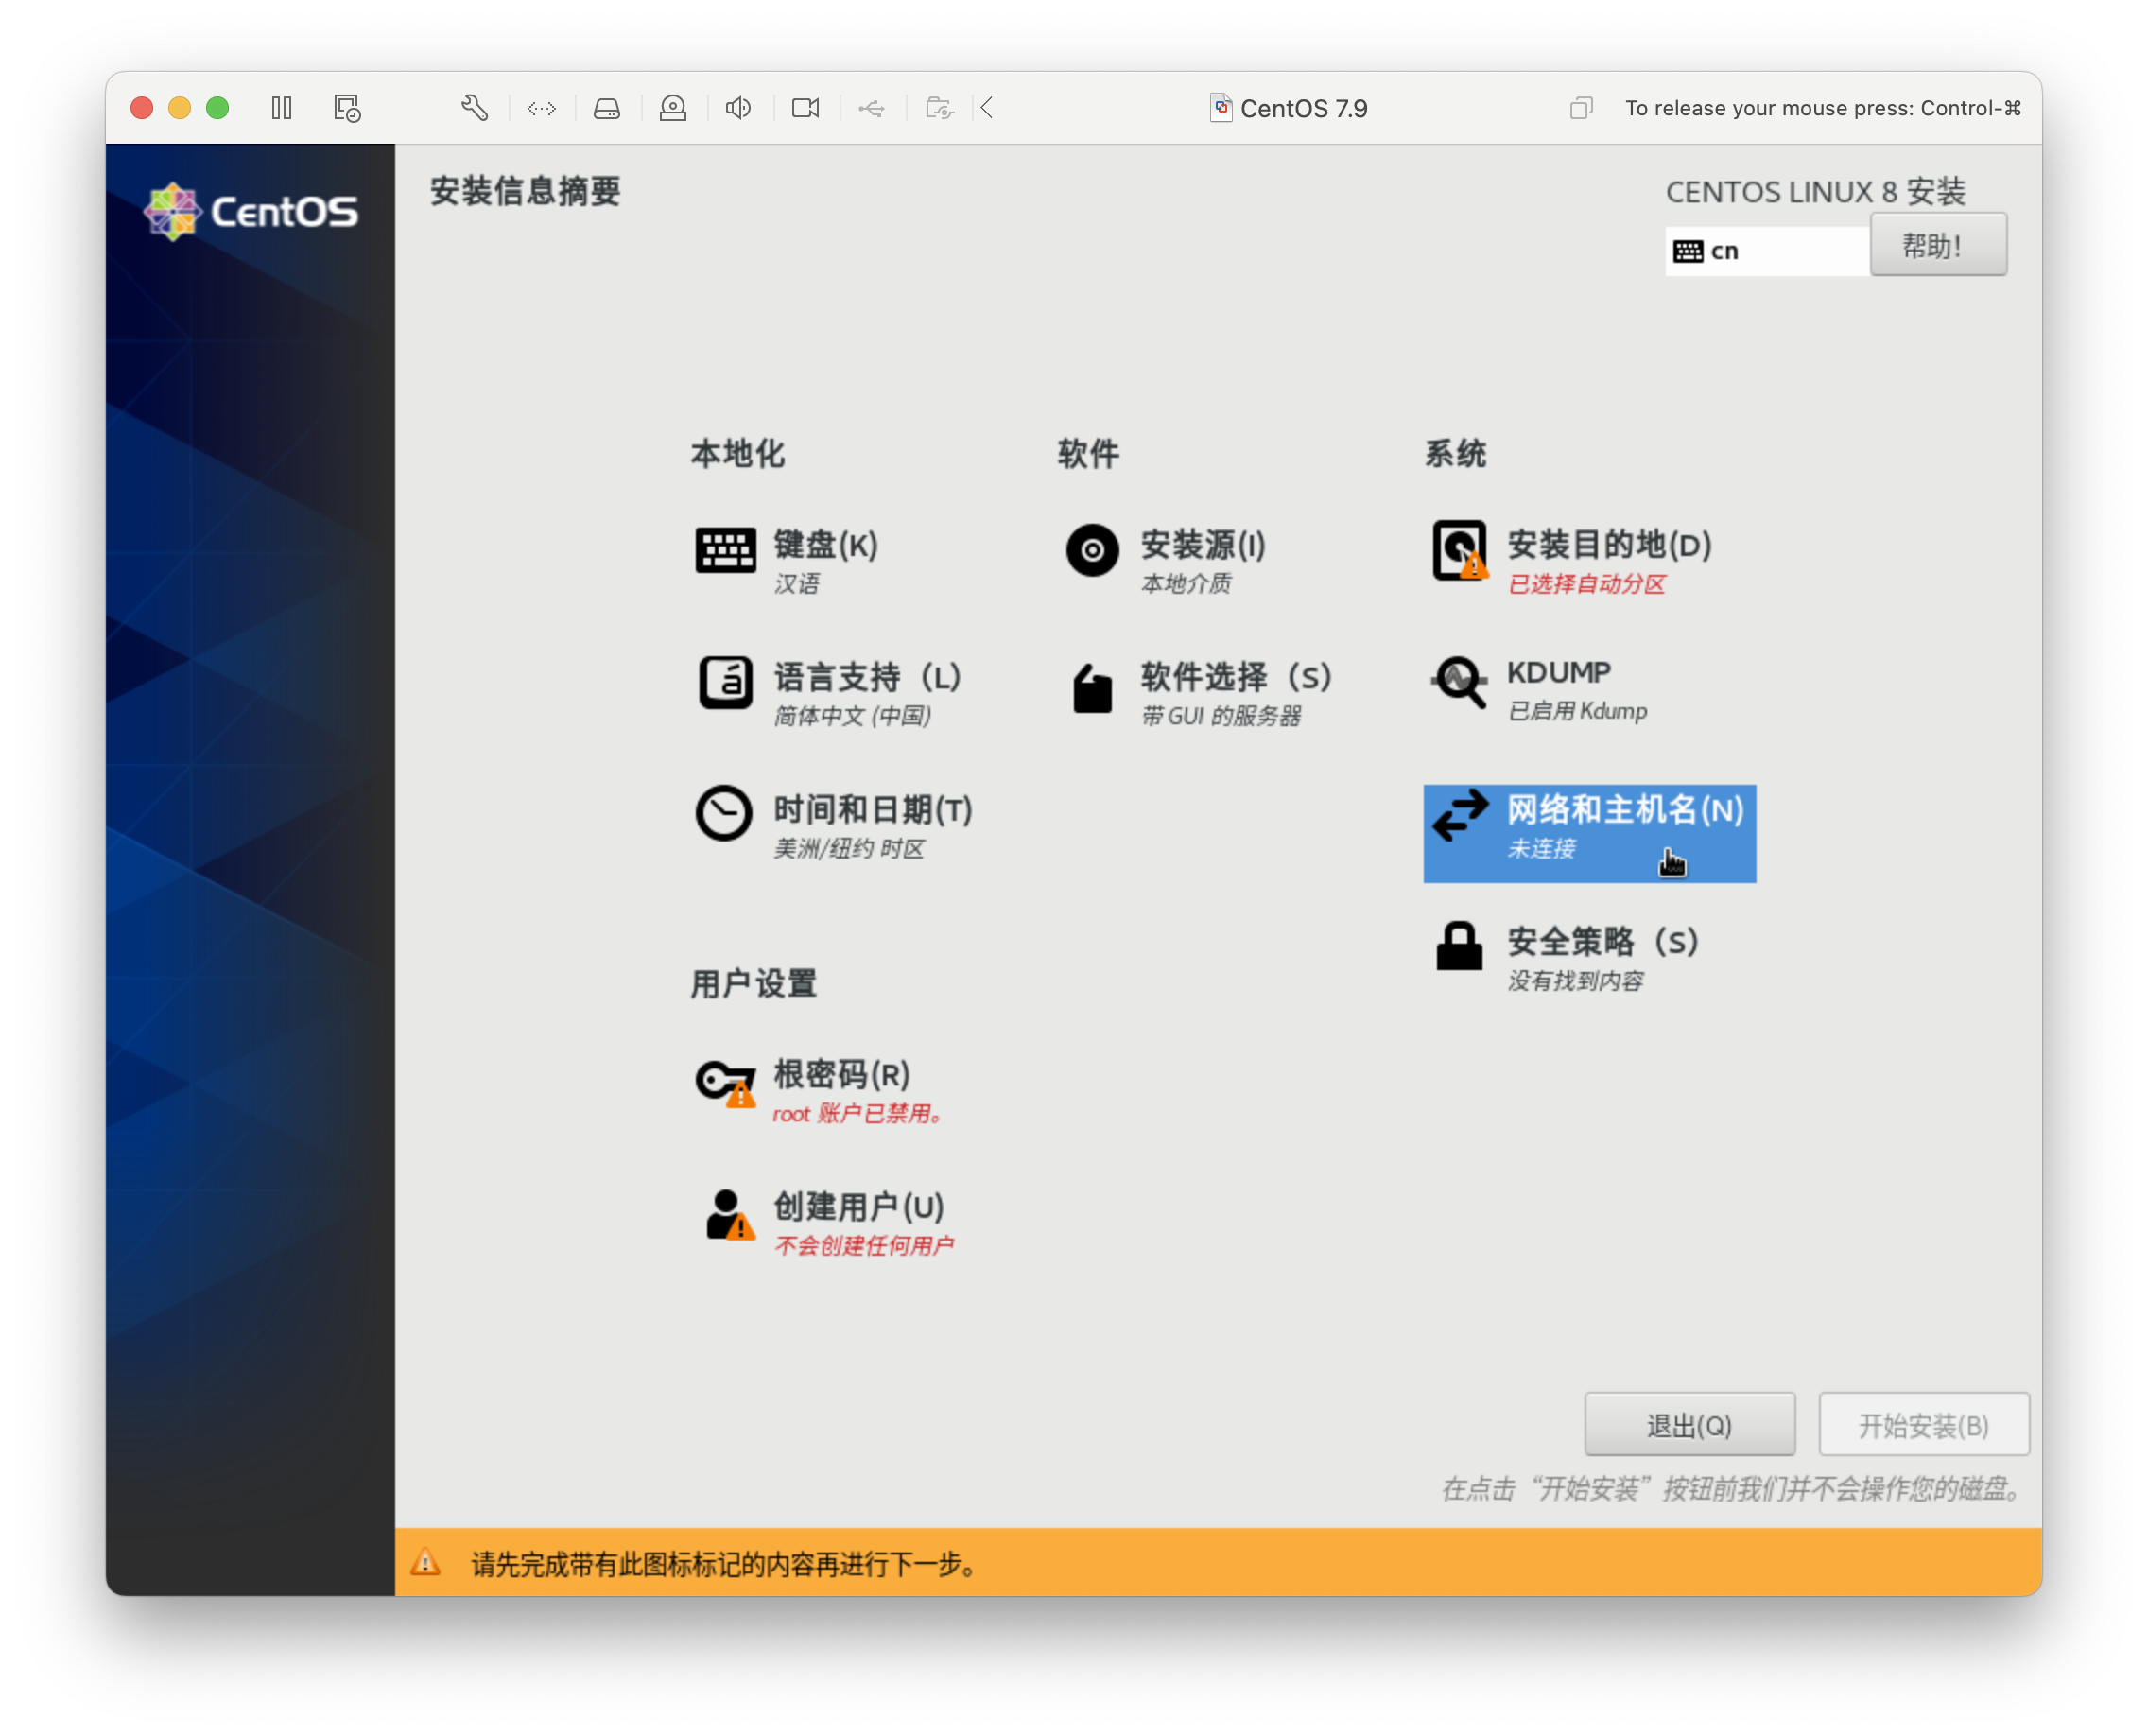 CentOS 7.9
To release your mouse press: Control-⌘
CentOS
安装信息摘要
CENTOS LINUX 8 安装
cn
帮助!
本地化
软件
系统
键盘(K)
汉语
安装源(I)
本地介质
安装目的地(D)
已选择自动分区
语言支持（L）
简体中文 (中国)
软件选择（S）
带 GUI 的服务器
KDUMP
已启用 Kdump
时间和日期(T)
美洲/纽约 时区
网络和主机名(N)
未连接
安全策略（S）
没有找到内容
用户设置
根密码(R)
root 账户已禁用。
创建用户(U)
不会创建任何用户
退出(Q)
开始安装(B)
在点击“开始安装”按钮前我们并不会操作您的磁盘。
请先完成带有此图标标记的内容再进行下一步。